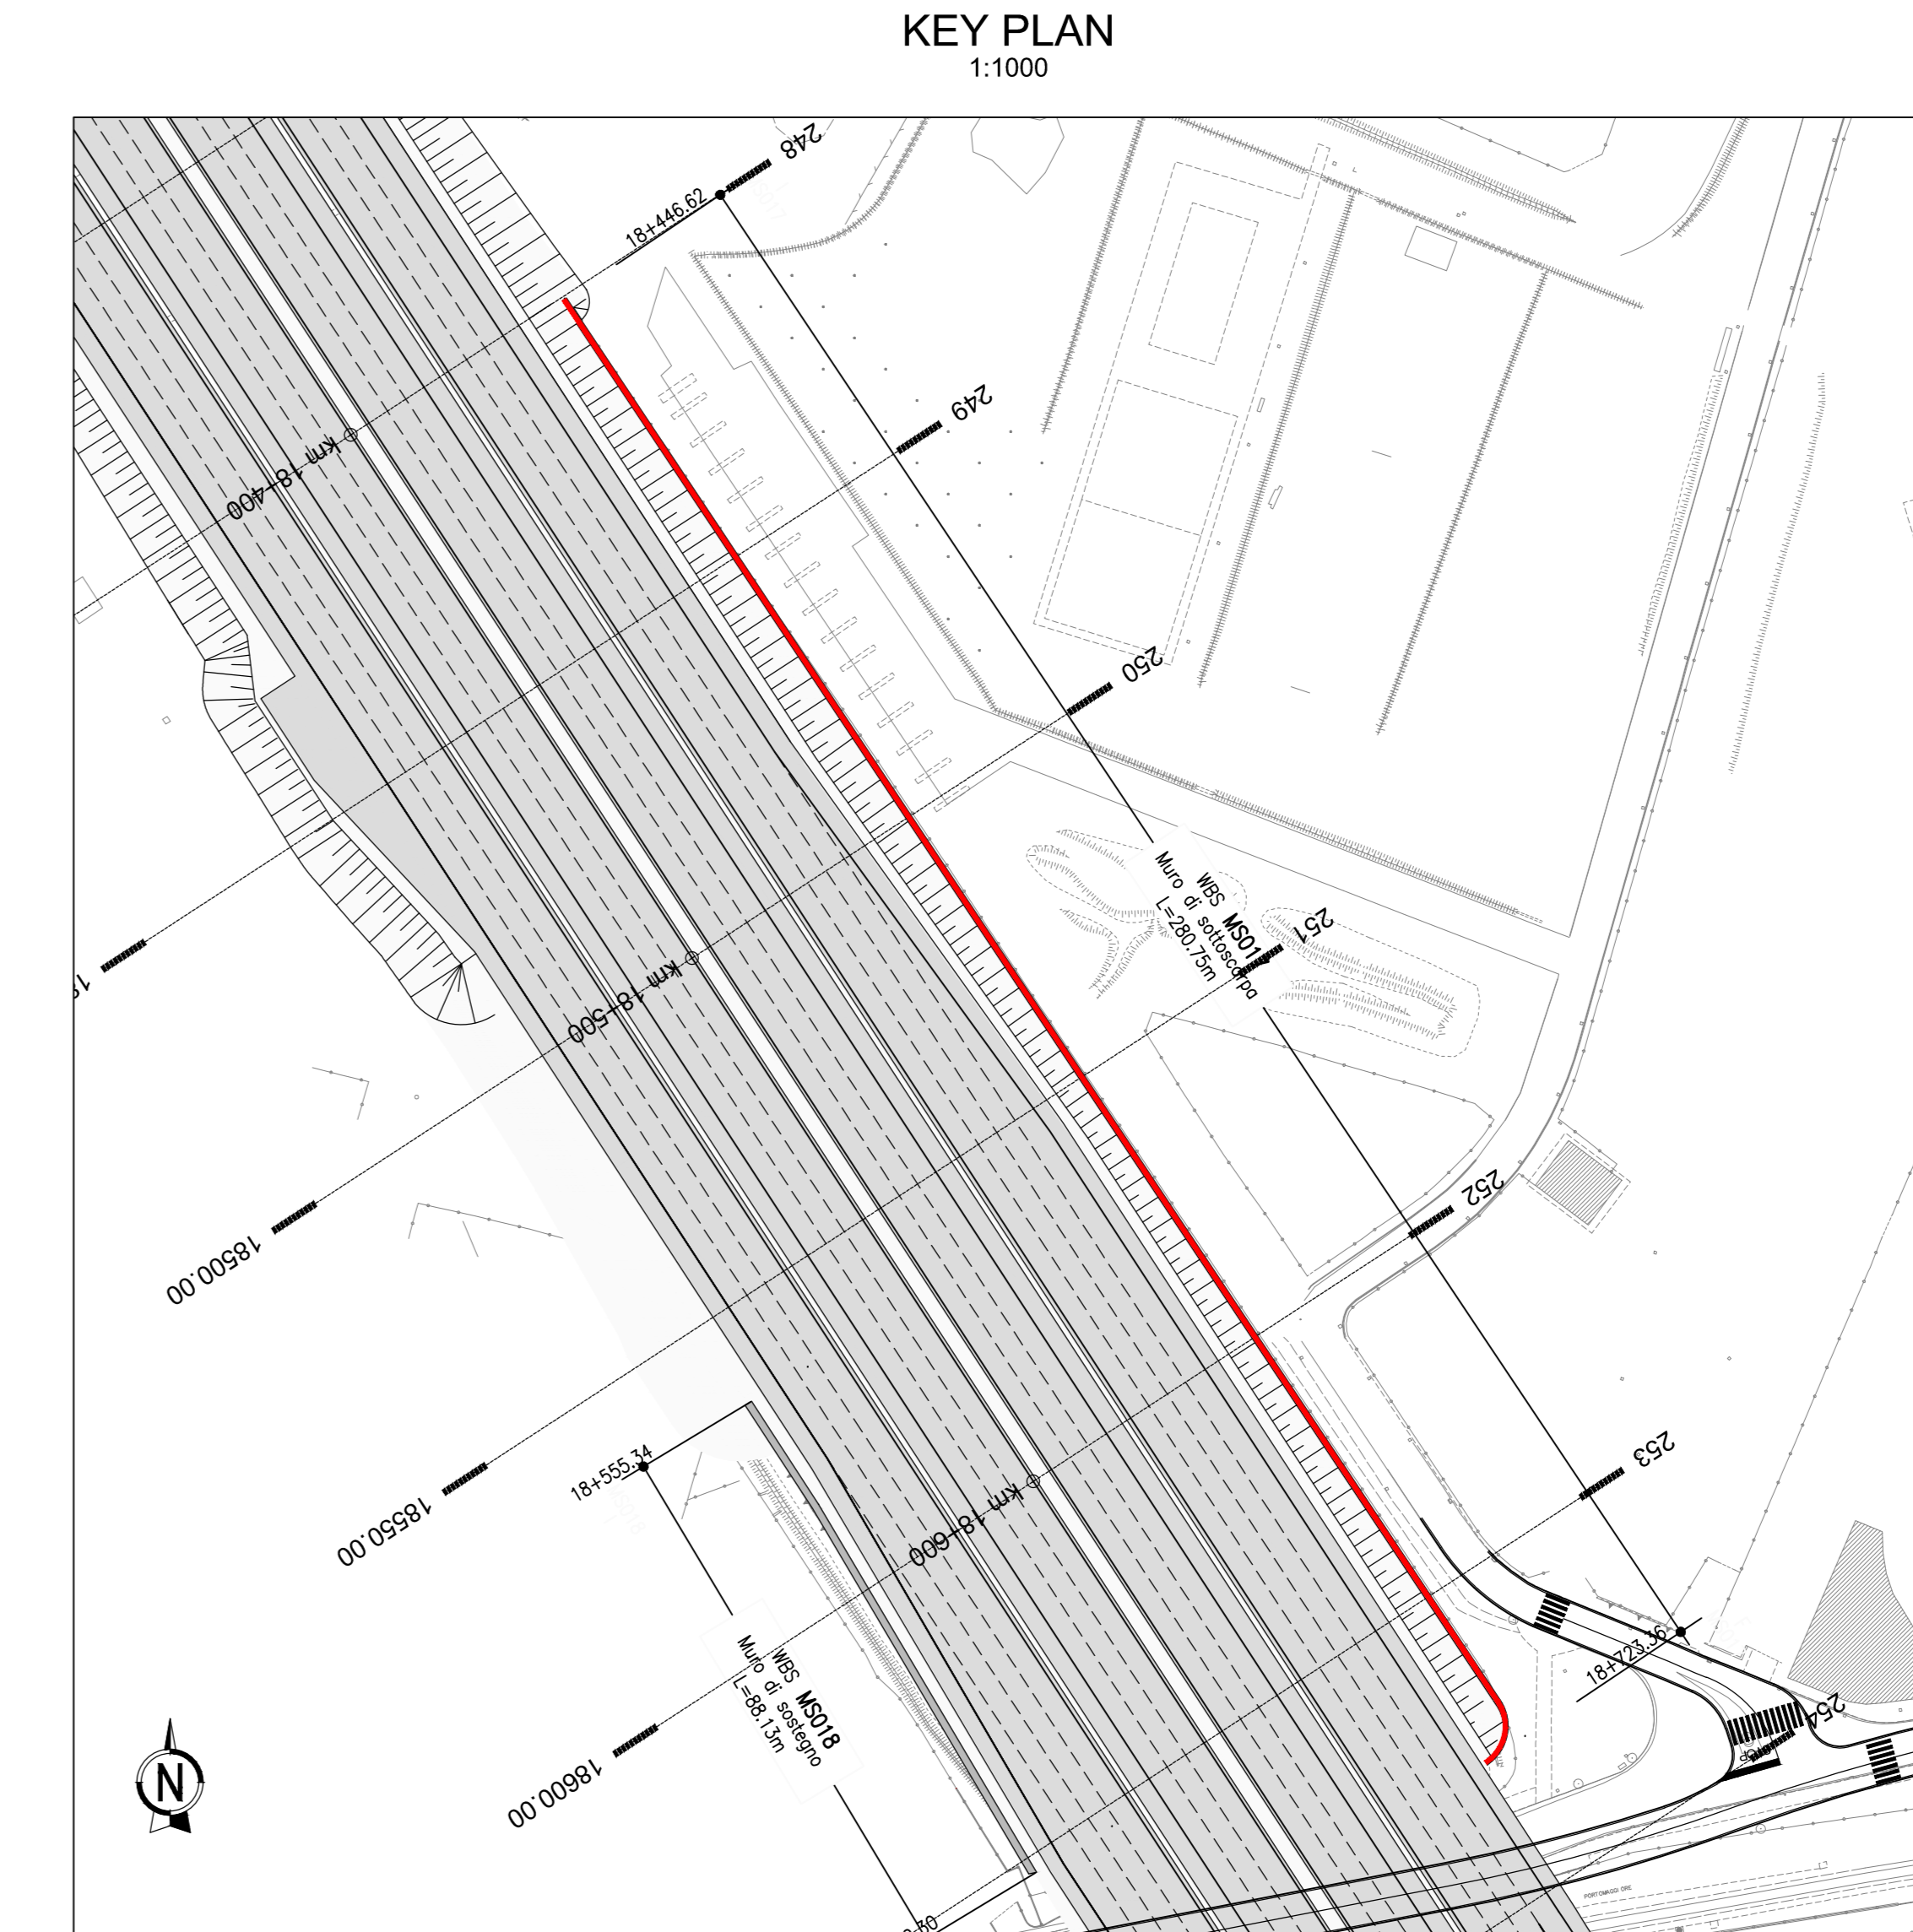 KEY PLAN
1:1000
248
18+446.62
249
km 18+400
250
WBS MS017
Muro di sottoscarpa
L=280.75m
251
km 18+500
252
18500.00
253
18+555.34
18550.00
km 18+600
18+723.36
WBS MS018
Muro di sostegno
L=88.13m
254
STOP
18600.00
N